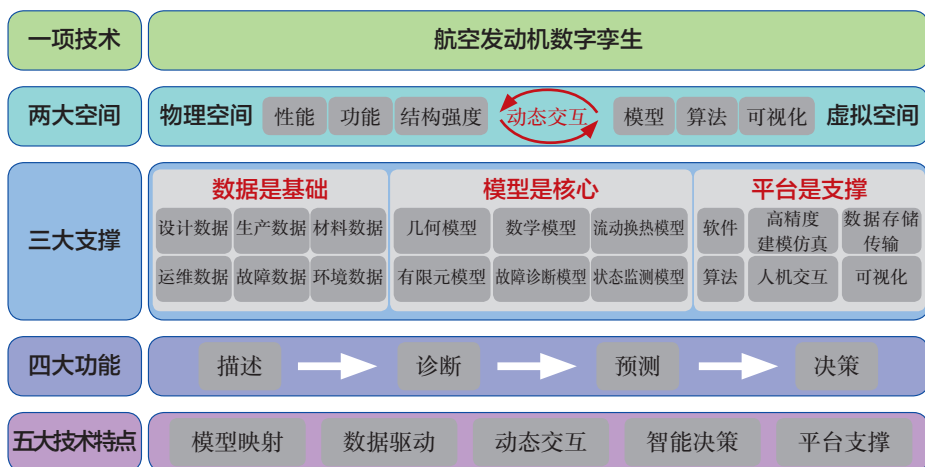 一项技术
航空发动机数字孪生
两大空间
物理空间 性能 功能 结构强度 动态交互 模型 算法 可视化 虚拟空间
三大支撑
数据是基础
设计数据 生产数据 材料数据
运维数据 故障数据 环境数据
模型是核心
几何模型 数学模型 流动换热模型
有限元模型 故障诊断模型 状态监测模型
平台是支撑
软件 高精度建模仿真 数据存储传输
算法 人机交互 可视化
四大功能
描述 诊断 预测 决策
五大技术特点
模型映射 数据驱动 动态交互 智能决策 平台支撑